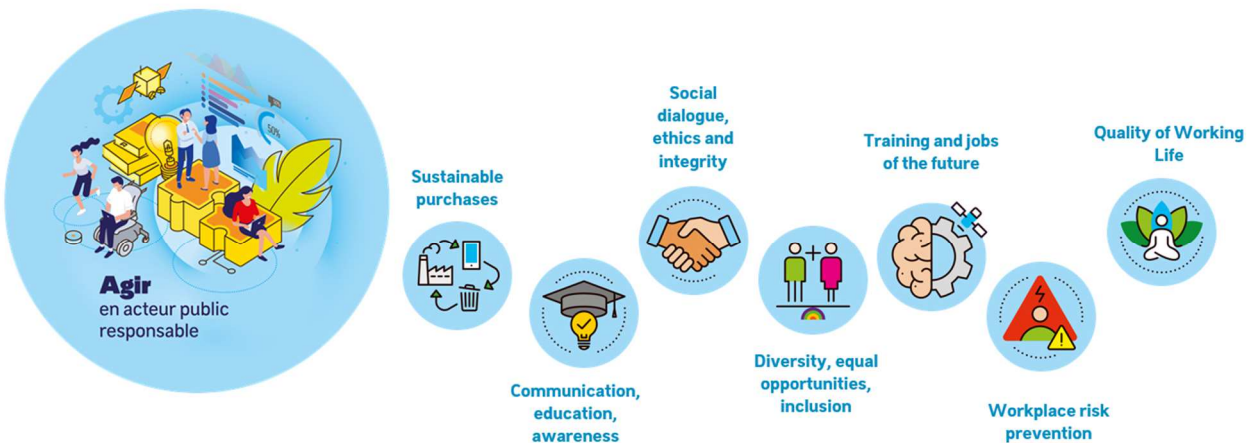 50%
Agir
en acteur public
responsable
Sustainable
purchases
Communication,
education,
awareness
Social
dialogue,
ethics and
integrity
Diversity, equal
opportunities,
inclusion
Training and jobs
of the future
Workplace risk
prevention
Quality of Working
Life